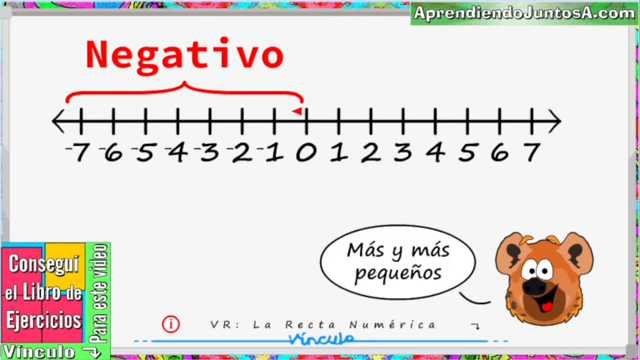 AprendiendoJuntosA.com
Negativo
-7 -6 -5 -4 -3 -2 -1 0 1 2 3 4 5 6 7
Más y más
pequeños
Conseguí
el Libro de
Ejercicios
Vínculo
Para este vídeo
VR: La Recta Numérica
Vínculo